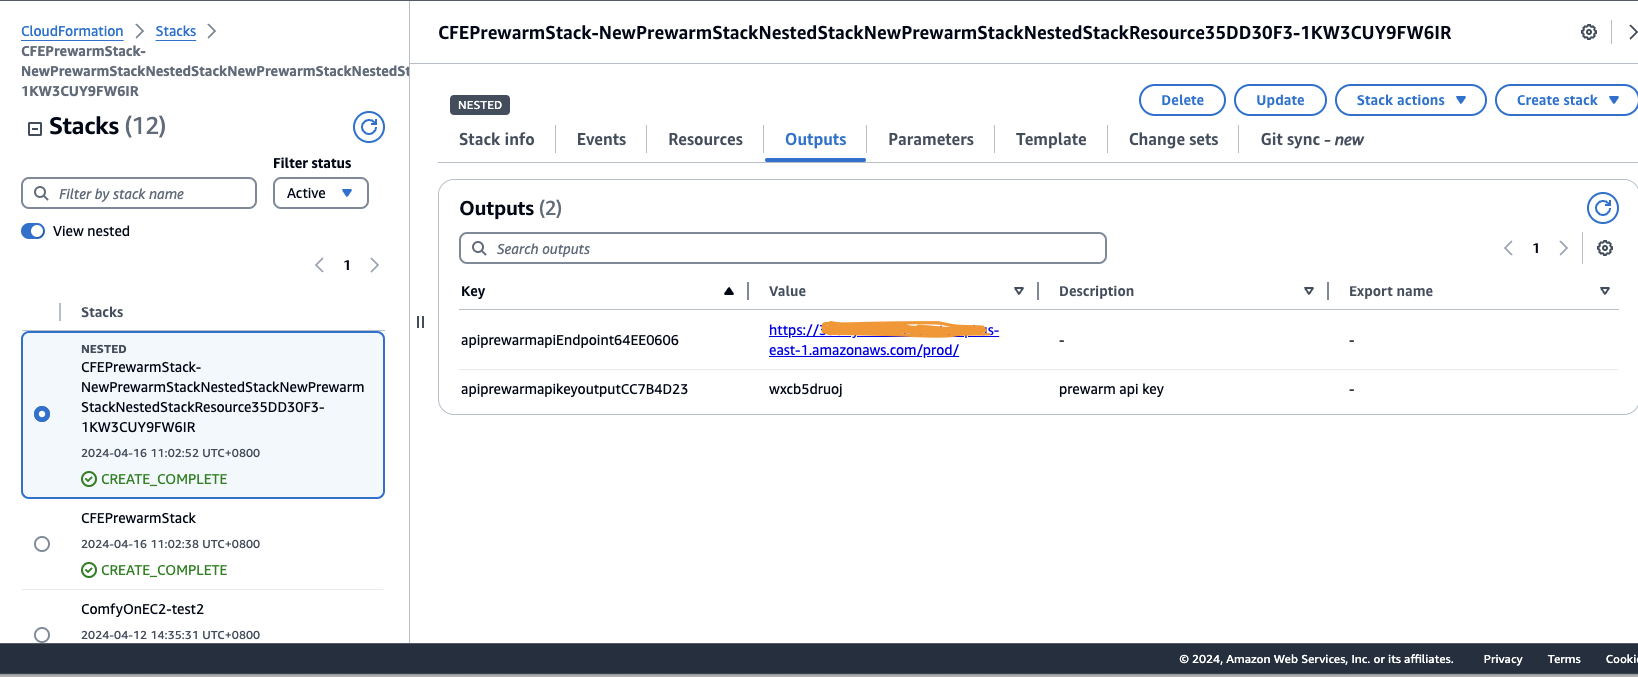 CloudFormation > Stacks >
CFEPrewarmStack-
NewPrewarmStackNestedStackNewPrewarmStackNestedSt
1KW3CUY9FW6IR
Stacks (12)
Filter status
Filter by stack name
Active
View nested
1
Stacks
NESTED
CFEPrewarmStack-
NewPrewarmStackNestedStackNewPrewarm
StackNestedStackResource35DD30F3-
1KW3CUY9FW6IR
2024-04-16 11:02:52 UTC+0800
CREATE_COMPLETE
CFEPrewarmStack
2024-04-16 11:02:38 UTC+0800
CREATE_COMPLETE
ComfyOnEC2-test2
2024-04-12 14:35:31 UTC+0800
CFEPrewarmStack-NewPrewarmStackNestedStackNewPrewarmStackNestedStackResource35DD30F3-1KW3CUY9FW6IR
NESTED
Delete Update Stack actions Create stack
Stack info Events Resources Outputs Parameters Template Change sets Git sync - new
Outputs (2)
Search outputs
1
Key Value Description Export name
apiprewarmapiEndpoint64EE0606 https:// - -
east-1.amazonaws.com/prod/
apiprewarmapikeyoutputCC7B4D23 wxcb5druoj prewarm api key -
© 2024, Amazon Web Services, Inc. or its affiliates. Privacy Terms Cooki